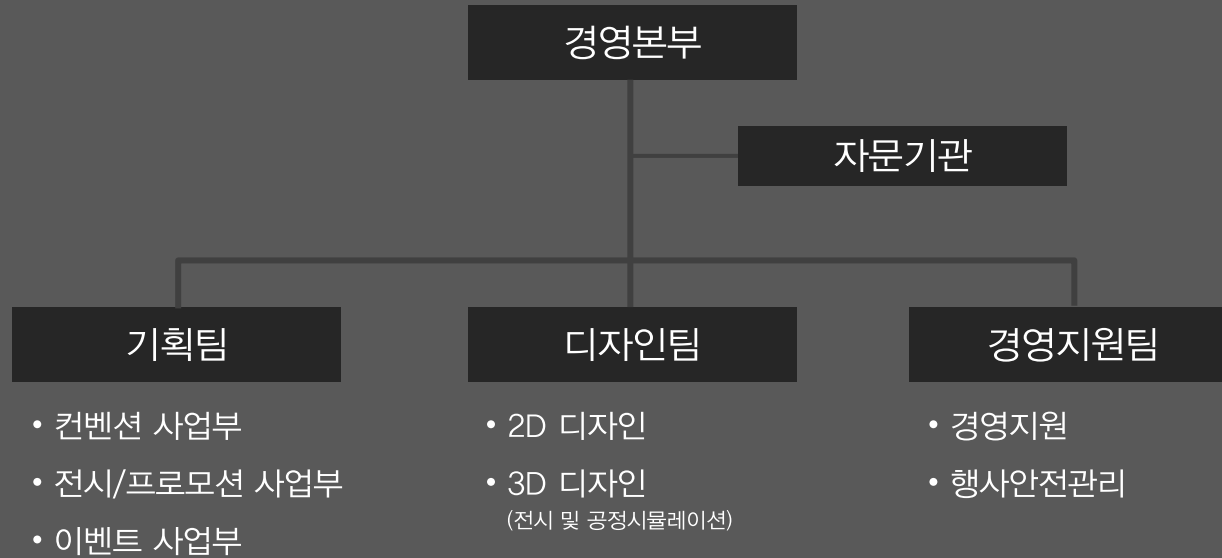 경영본부
자문기관
기획팀
• 컨벤션 사업부
• 전시/프로모션 사업부
• 이벤트 사업부
디자인팀
• 2D 디자인
• 3D 디자인
(전시 및 공정시뮬레이션)
경영지원팀
• 경영지원
• 행사안전관리